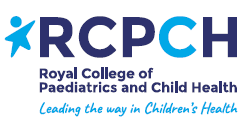 RCPCH
Royal College of
Paediatrics and Child Health
Leading the way in Children's Health